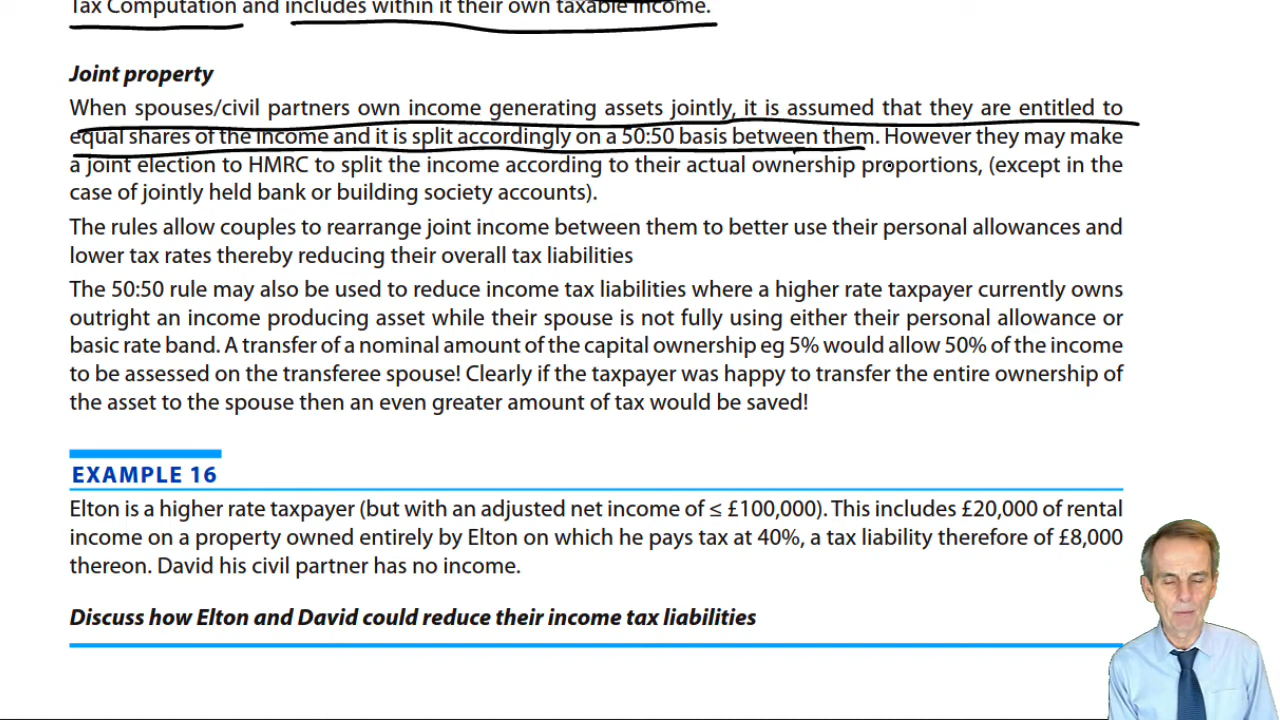 Tax Computation and includes within it their own taxable income.
Joint property
When spouses/civil partners own income generating assets jointly, it is assumed that they are entitled to
equal shares of the income and it is split accordingly on a 50:50 basis between them. However they may make
a joint election to HMRC to split the income according to their actual ownership proportions, (except in the
case of jointly held bank or building society accounts).
The rules allow couples to rearrange joint income between them to better use their personal allowances and
lower tax rates thereby reducing their overall tax liabilities
The 50:50 rule may also be used to reduce income tax liabilities where a higher rate taxpayer currently owns
outright an income producing asset while their spouse is not fully using either their personal allowance or
basic rate band. A transfer of a nominal amount of the capital ownership eg 5% would allow 50% of the income
to be assessed on the transferee spouse! Clearly if the taxpayer was happy to transfer the entire ownership of
the asset to the spouse then an even greater amount of tax would be saved!
EXAMPLE 16
Elton is a higher rate taxpayer (but with an adjusted net income of ≤ £100,000). This includes £20,000 of rental
income on a property owned entirely by Elton on which he pays tax at 40%, a tax liability therefore of £8,000
thereon. David his civil partner has no income.
Discuss how Elton and David could reduce their income tax liabilities